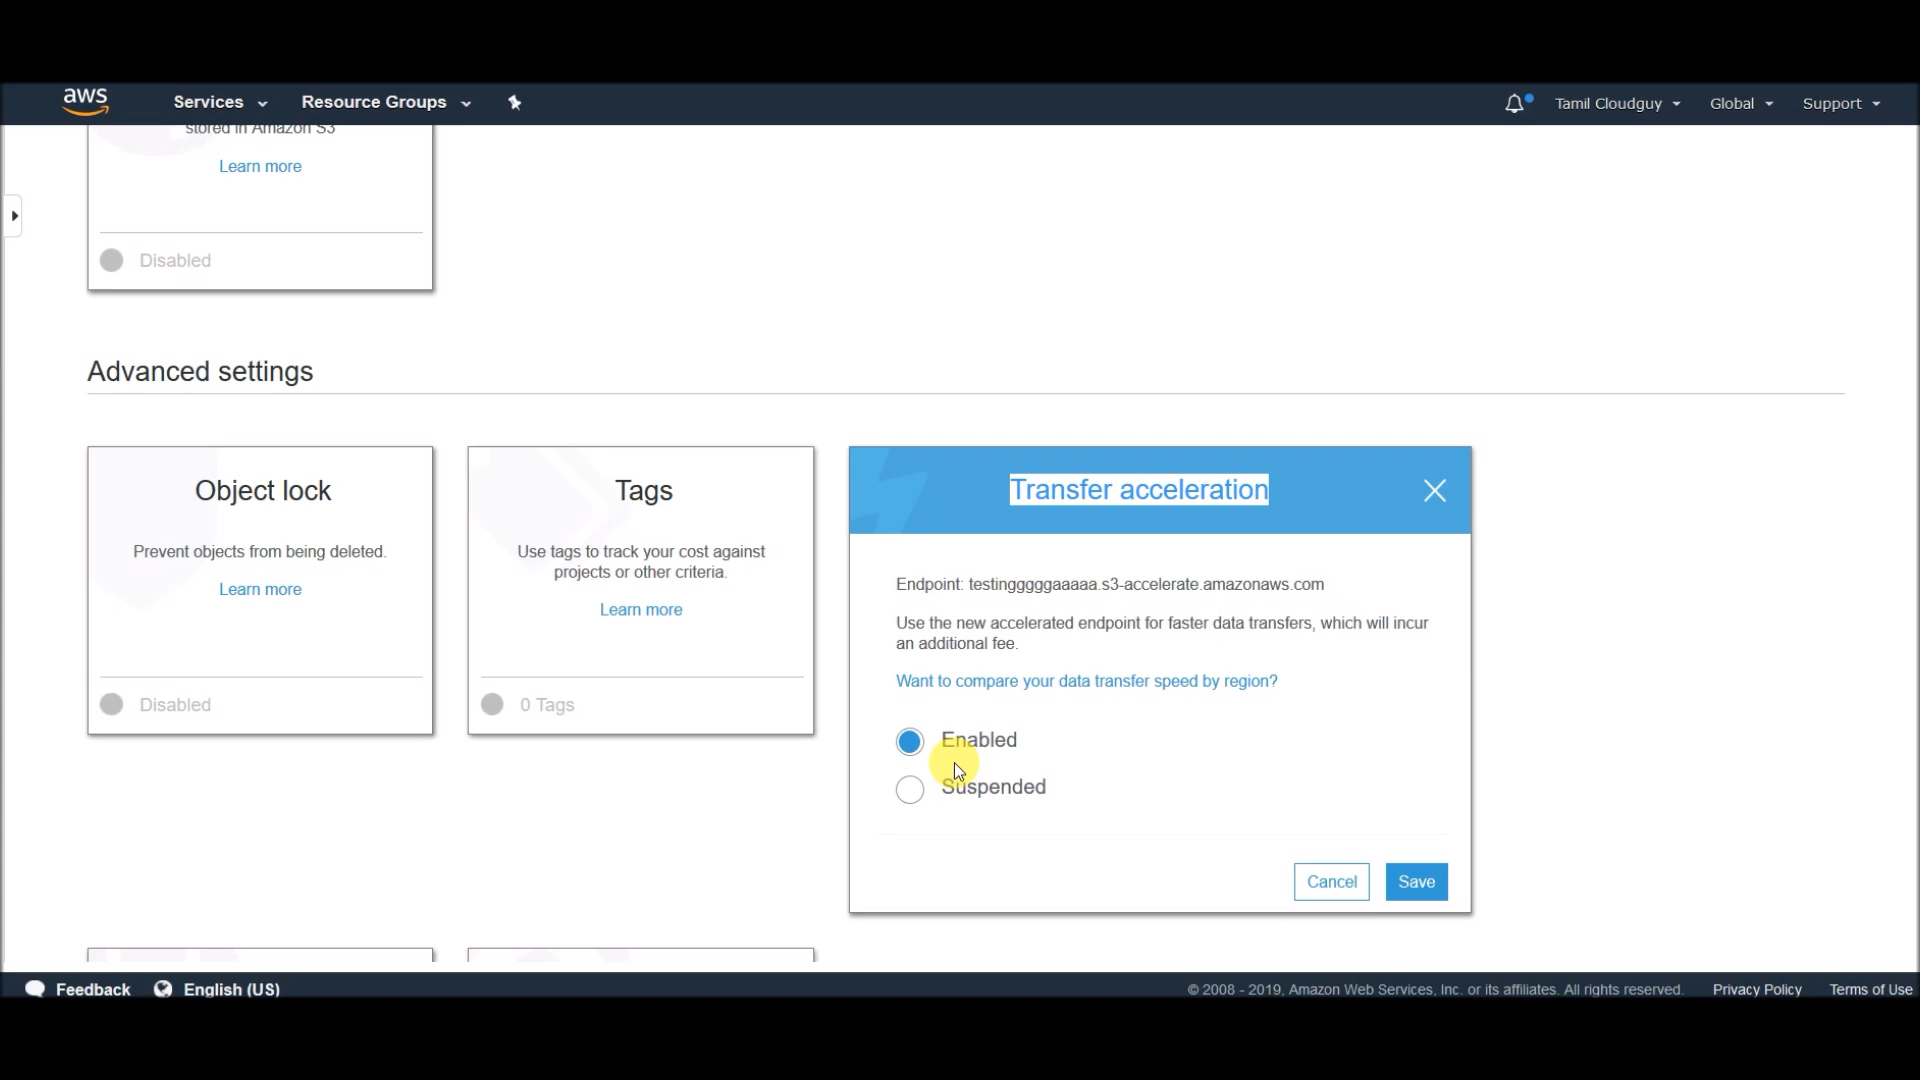 aws
Services
Resource Groups
Tamil Cloudguy
Global
Support
stored in Amazon S3
Learn more
Disabled
Advanced settings
Object lock
Prevent objects from being deleted.
Learn more
Disabled
Tags
Use tags to track your cost against
projects or other criteria.
Learn more
0 Tags
Transfer acceleration
Endpoint: testingggggaaaaa.s3-accelerate.amazonaws.com
Use the new accelerated endpoint for faster data transfers, which will incur
an additional fee.
Want to compare your data transfer speed by region?
Enabled
Suspended
Cancel
Save
Feedback
English (US)
© 2008 - 2019, Amazon Web Services, Inc. or its affiliates. All rights reserved.
Privacy Policy
Terms of Use